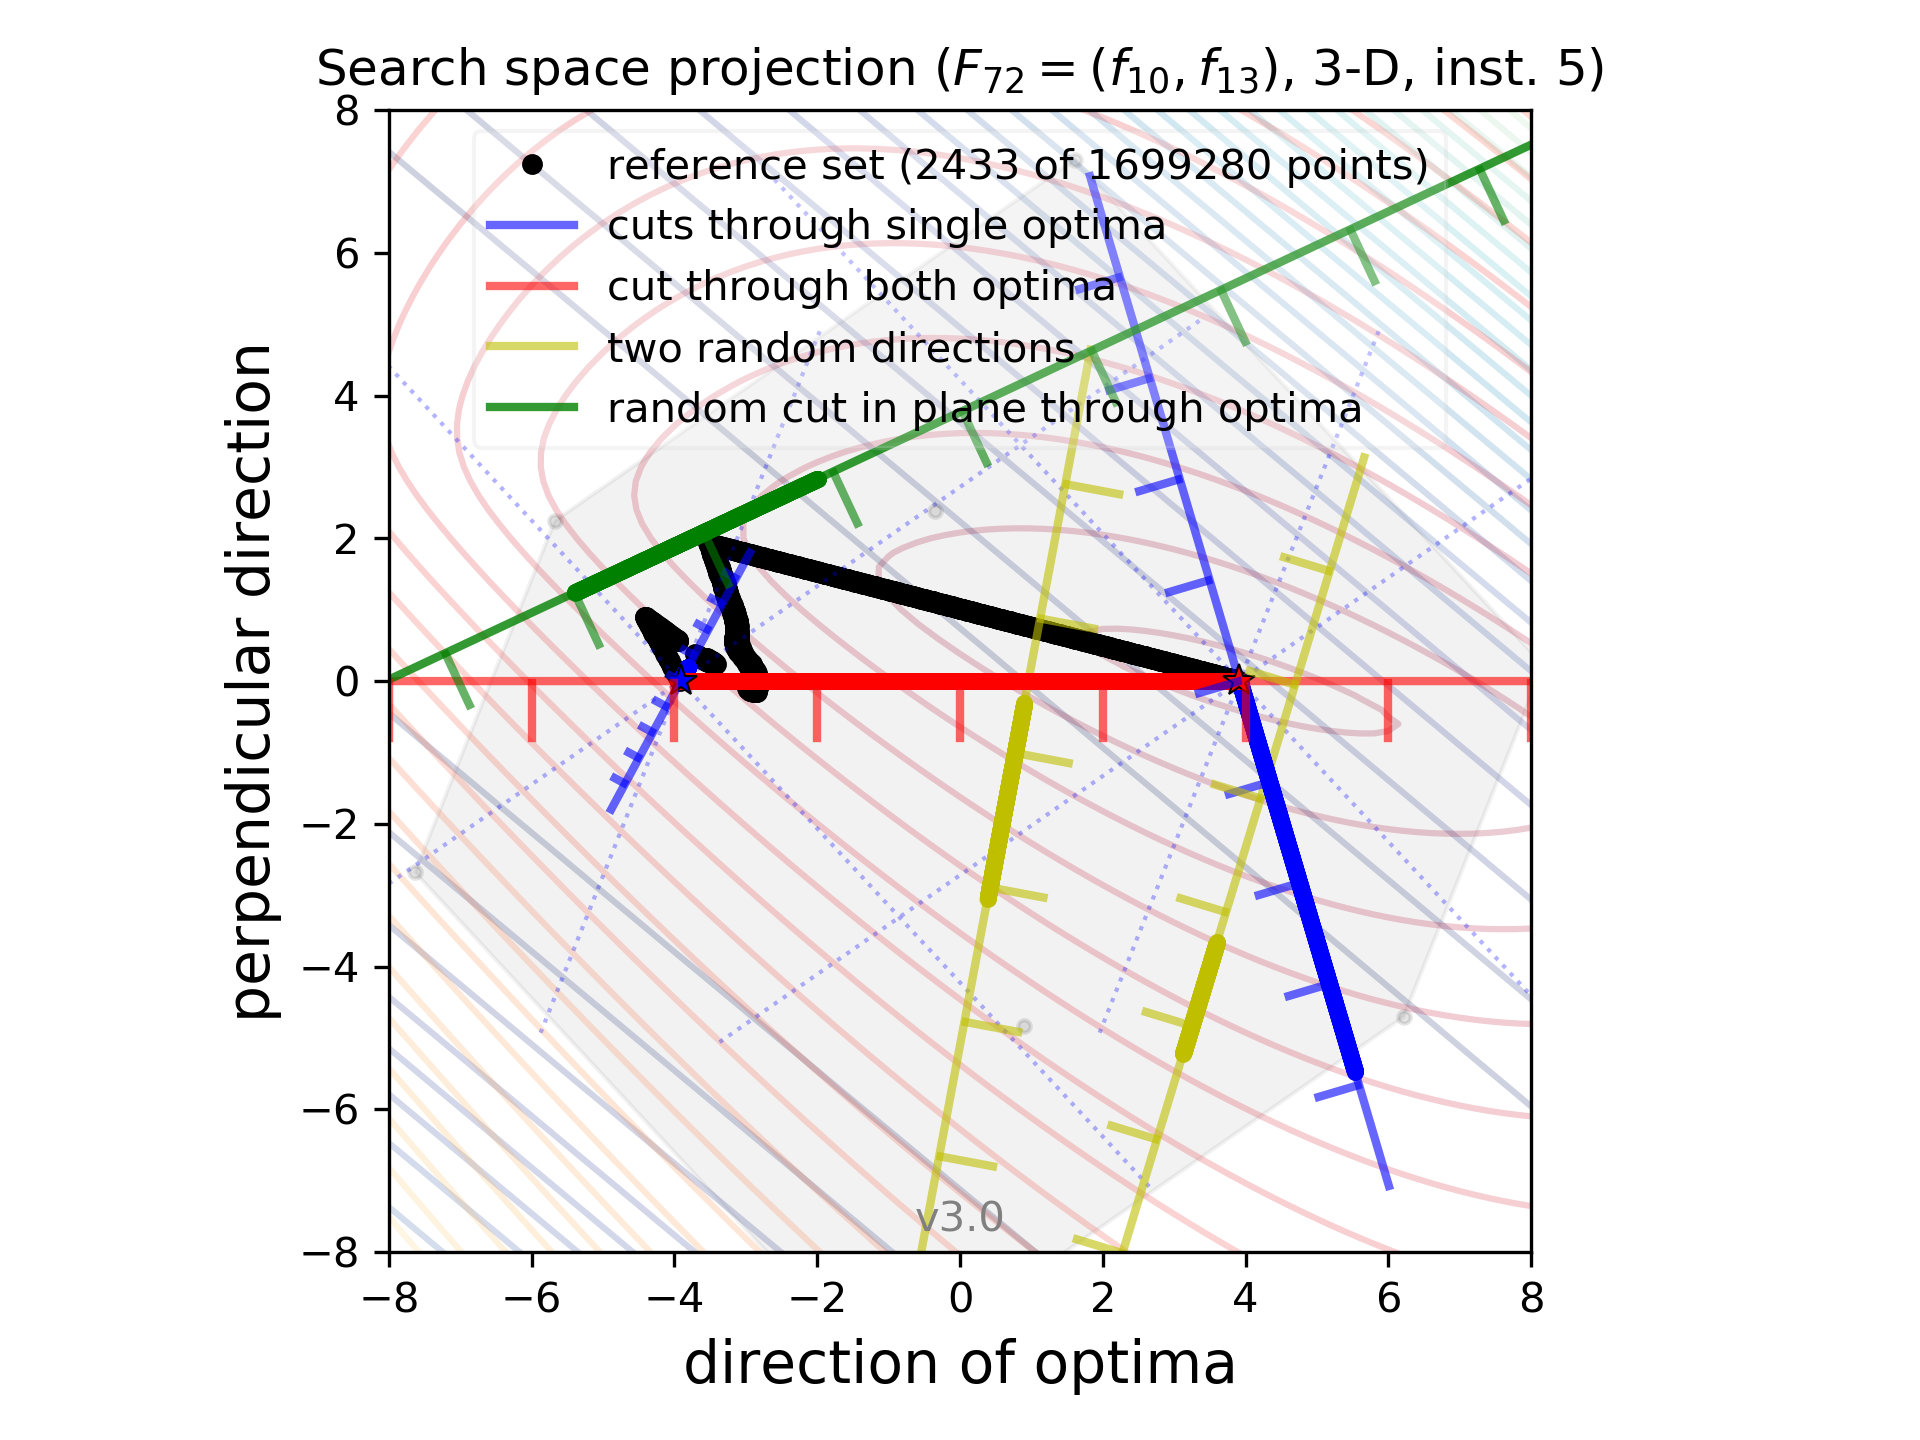 Search space projection (F72 = (f10, f13), 3-D, inst. 5)
8
6
4
2
0
−2
−4
−6
−8
perpendicular direction
reference set (2433 of 1699280 points)
cuts through single optima
cut through both optima
two random directions
random cut in plane through optima
v3.0
−8 −6 −4 −2 0 2 4 6 8
direction of optima